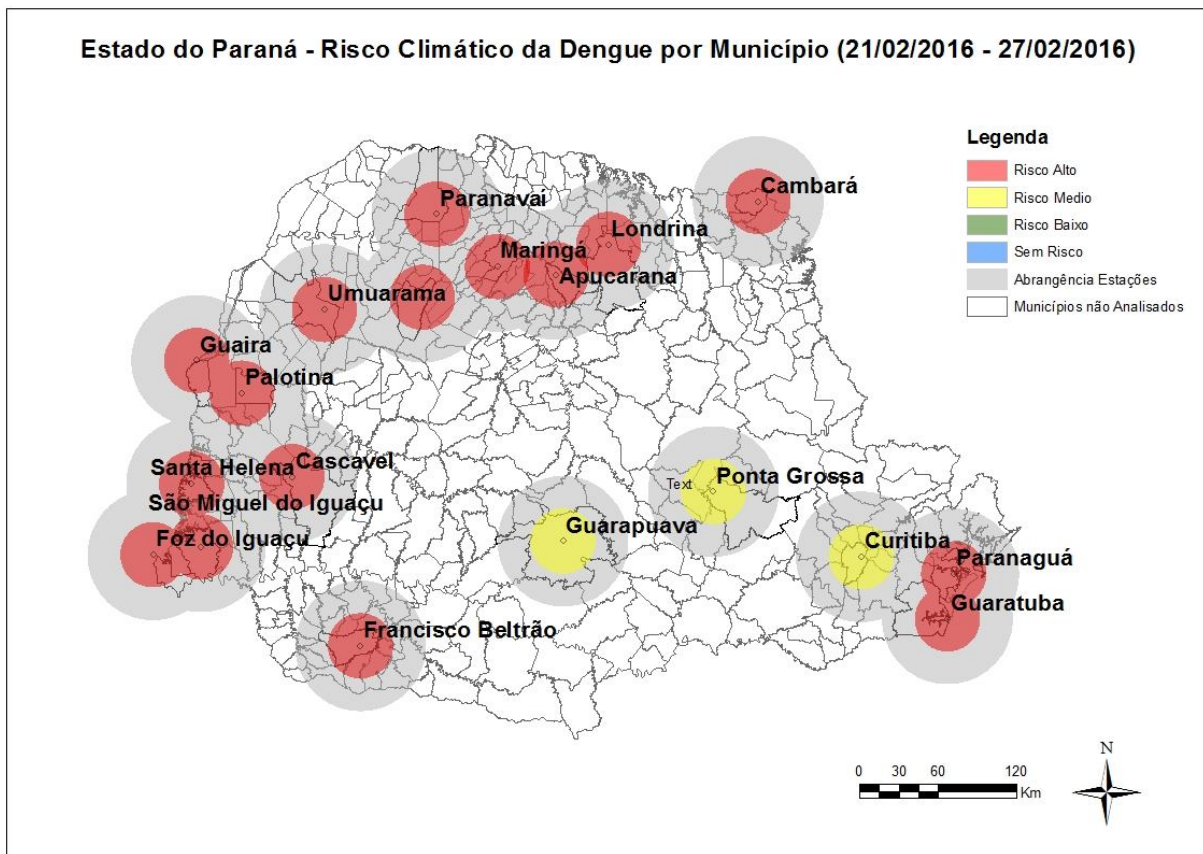 Estado do Paraná - Risco Climático da Dengue por Município (21/02/2016 - 27/02/2016)
Legenda
Risco Alto
Risco Medio
Risco Baixo
Sem Risco
Abrangência Estações
Municípios não Analisados
Cambará
Paranavaí
Londrina
Maringá
Apucarana
Umuarama
Guaira
Palotina
Santa Helena
Cascavel
São Miguel do Iguaçu
Foz do Iguaçu
Text
Ponta Grossa
Guarapuava
Curitiba
Paranaguá
Guaratuba
Francisco Beltrão
N
0 30 60 120
Km